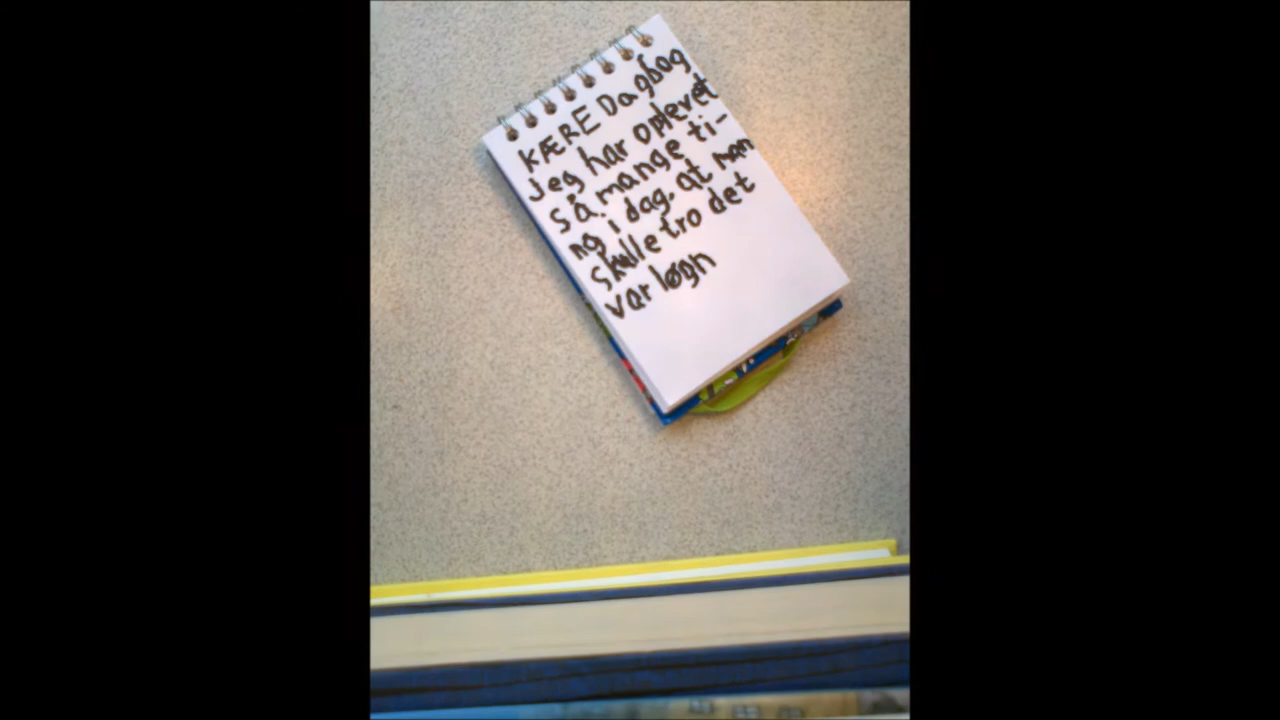 KÆRE Dagbog
jeg har oplevet
så mange ti-
ng i dag. at man
skulle tro det
var løgn